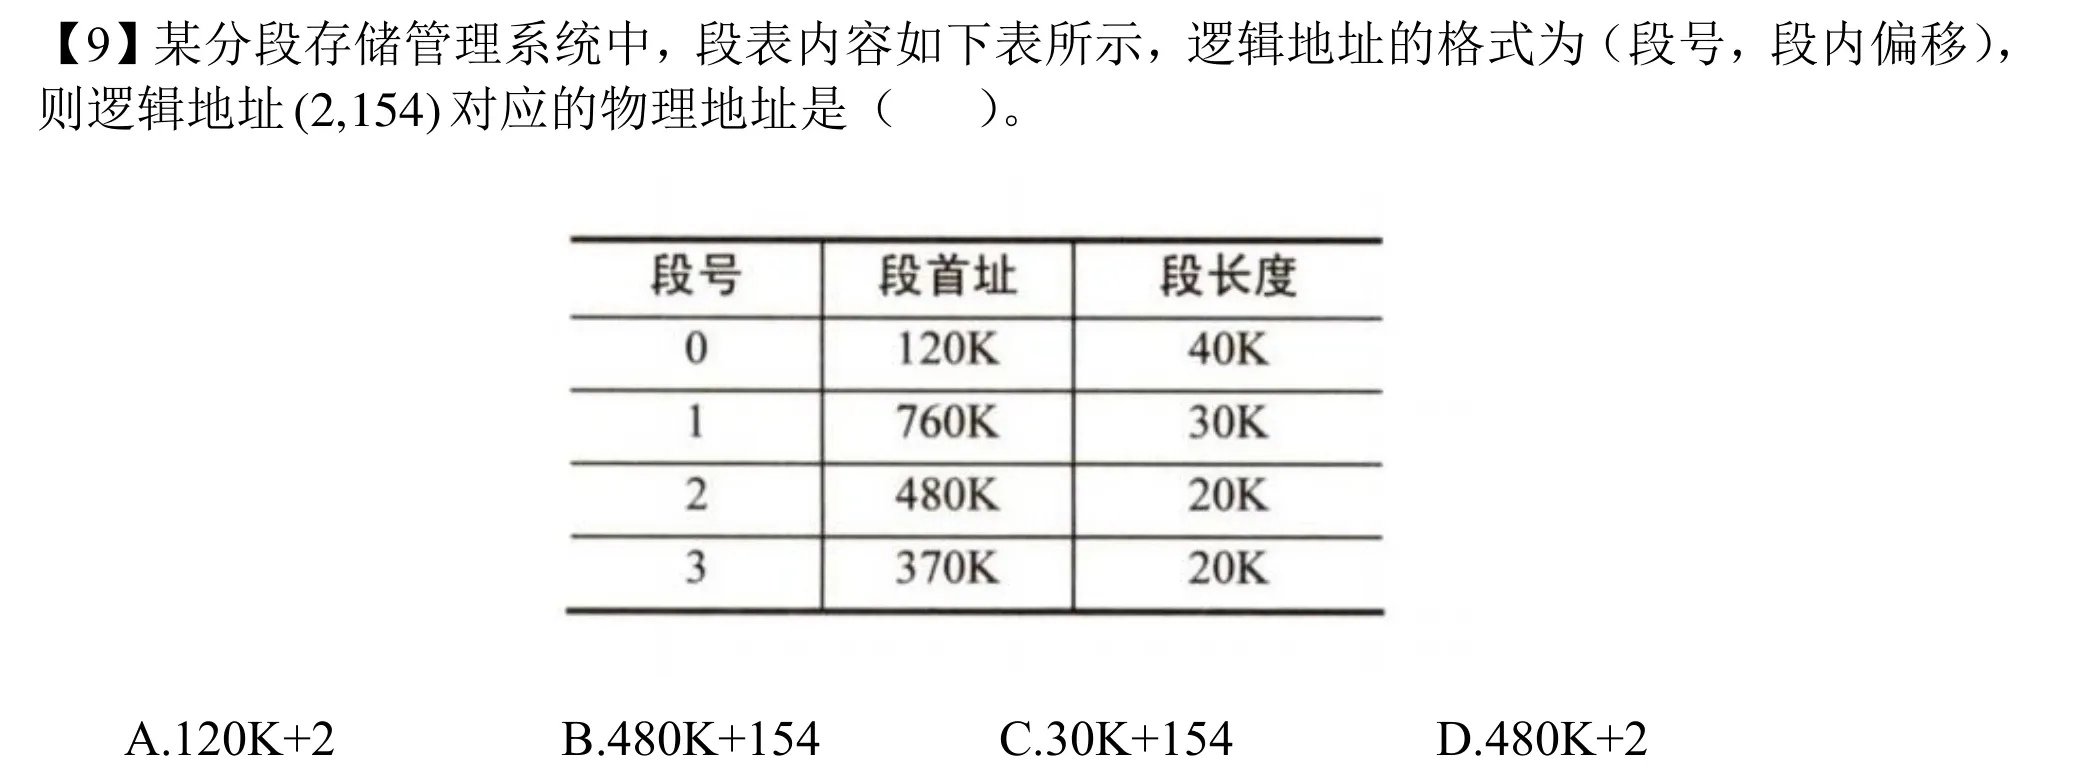 【9】某分段存储管理系统中，段表内容如下表所示，逻辑地址的格式为（段号，段内偏移），
则逻辑地址(2,154)对应的物理地址是（　　）。
段号 段首址 段长度
0 120K 40K
1 760K 30K
2 480K 20K
3 370K 20K
A.120K+2 B.480K+154 C.30K+154 D.480K+2